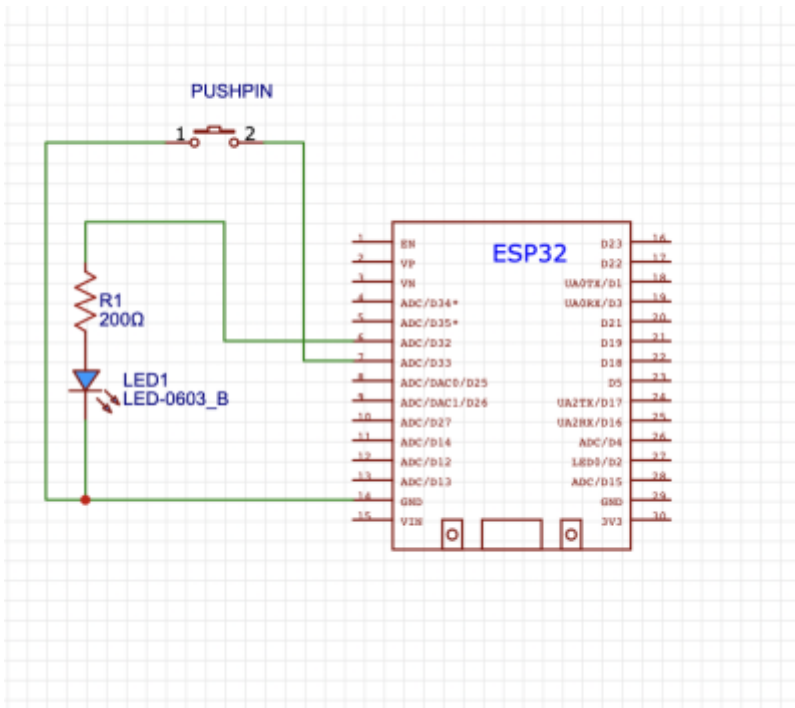 PUSHPIN
1 2
R1
200Ω
LED1
LED-0603_B
ESP32
1 EN
2 VP
3 VN
4 ADC/D34*
5 ADC/D35*
6 ADC/D32
7 ADC/D33
8 ADC/DAC0/D25
9 ADC/DAC1/D26
10 ADC/D27
11 ADC/D14
12 ADC/D12
13 ADC/D13
14 GND
15 VIN
D23 16
D22 17
UA0TX/D1 18
UA0RX/D3 19
D21 20
D19 21
D18 22
D5 23
UA2TX/D17 24
UA2RX/D16 25
ADC/D4 26
LED0/D2 27
ADC/D15 28
GND 29
3V3 30